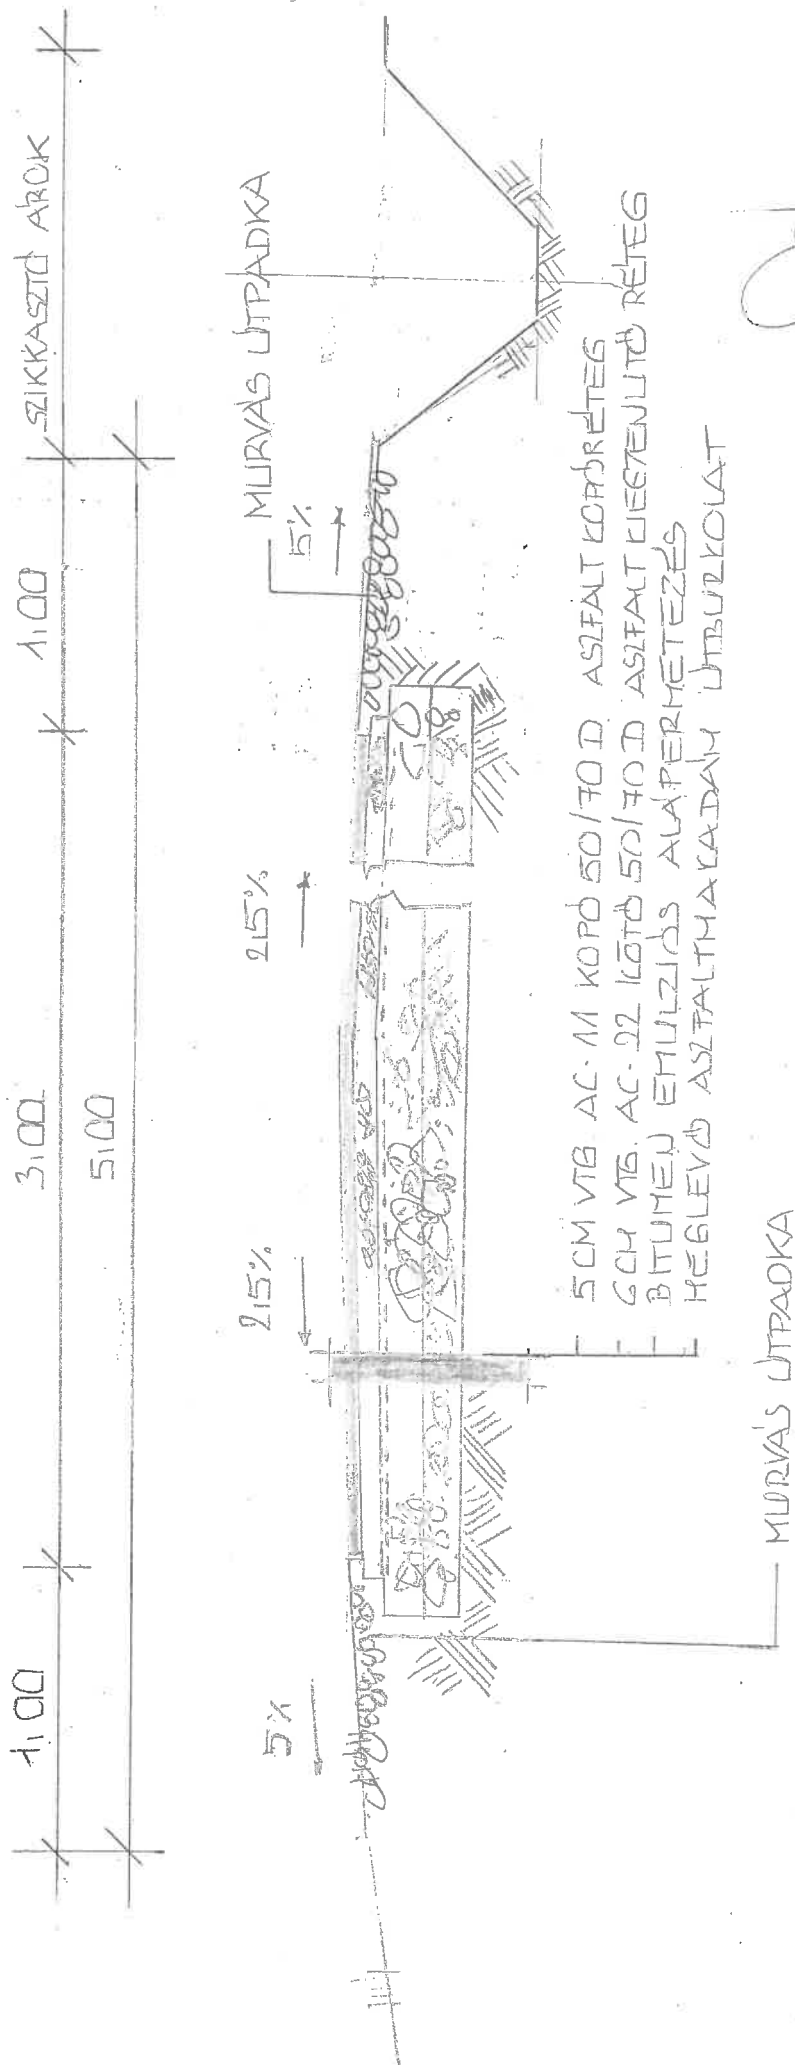 1,00
3,00
1,00
SZIKKASZTÓ ÁROK
5,00
5%
2,5%
2,5%
5%
MURVÁS ÚTPADKA
5 CM VTG AC-11 KOPÓ 50/70 D ASZFALT KOPÓRÉTEG
6 CM VTG. AC-22 KÖTŐ 50/70 D ASZFALT KIEGYENLÍTŐ RÉTEG
BITUMEN EMULZIÓS ALÁPERMETEZÉS
MEGLEVŐ ASZFALTMAKADÁM ÚTBURKOLAT
MURVÁS ÚTPADKA